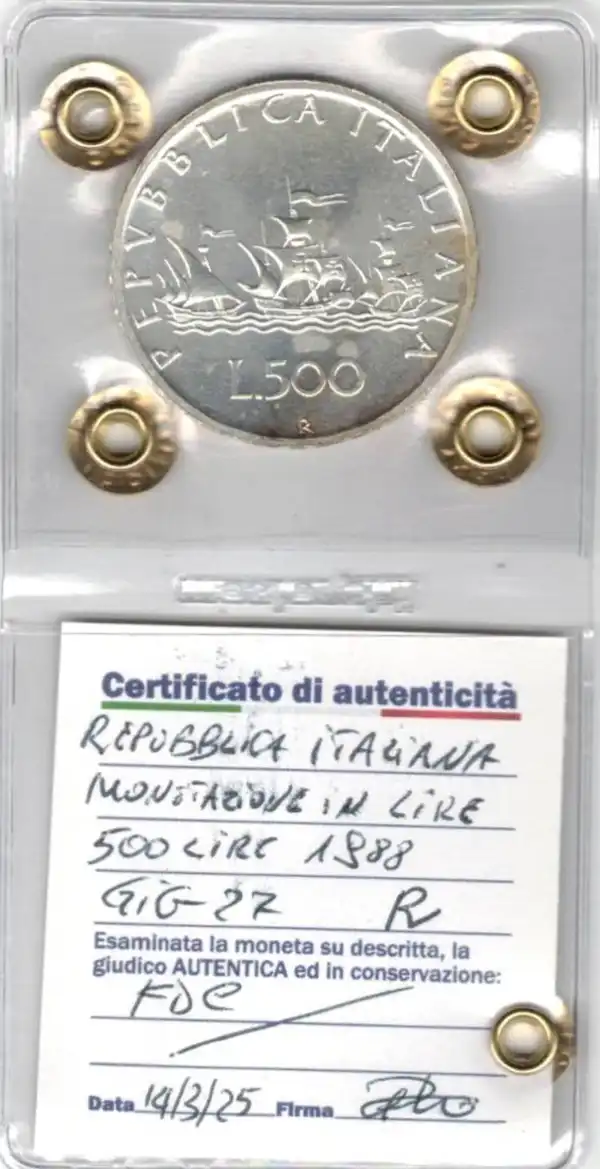 REPVBBLICA ITALIANA
L.500
R
Certificato di autenticità
REPUBBLICA ITALIANA
MONETAZIONE IN LIRE
500 LIRE 1988
GIG-27 R
Esaminata la moneta su descritta, la
giudico AUTENTICA ed in conservazione:
FDC
Data 14/3/25 Firma